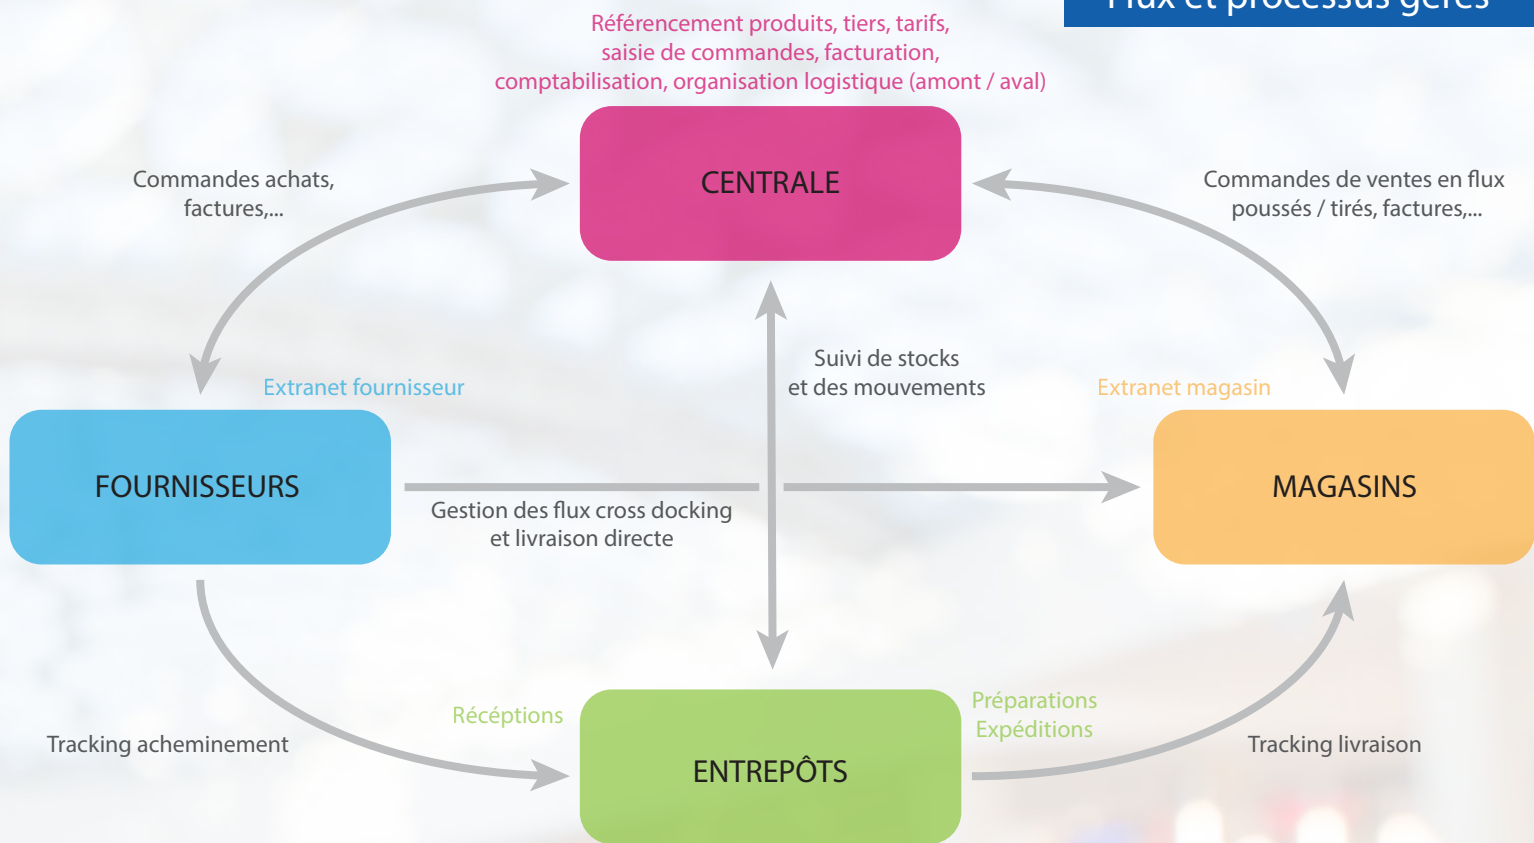 Flux et processus gérés
Référencement produits, tiers, tarifs,
saisie de commandes, facturation,
comptabilisation, organisation logistique (amont / aval)
CENTRALE
Commandes achats,
factures,...
Commandes de ventes en flux
poussés / tirés, factures,...
Suivi de stocks
et des mouvements
Extranet fournisseur
Extranet magasin
FOURNISSEURS
MAGASINS
Gestion des flux cross docking
et livraison directe
Récéptions
Préparations
Expéditions
Tracking acheminement
Tracking livraison
ENTREPÔTS